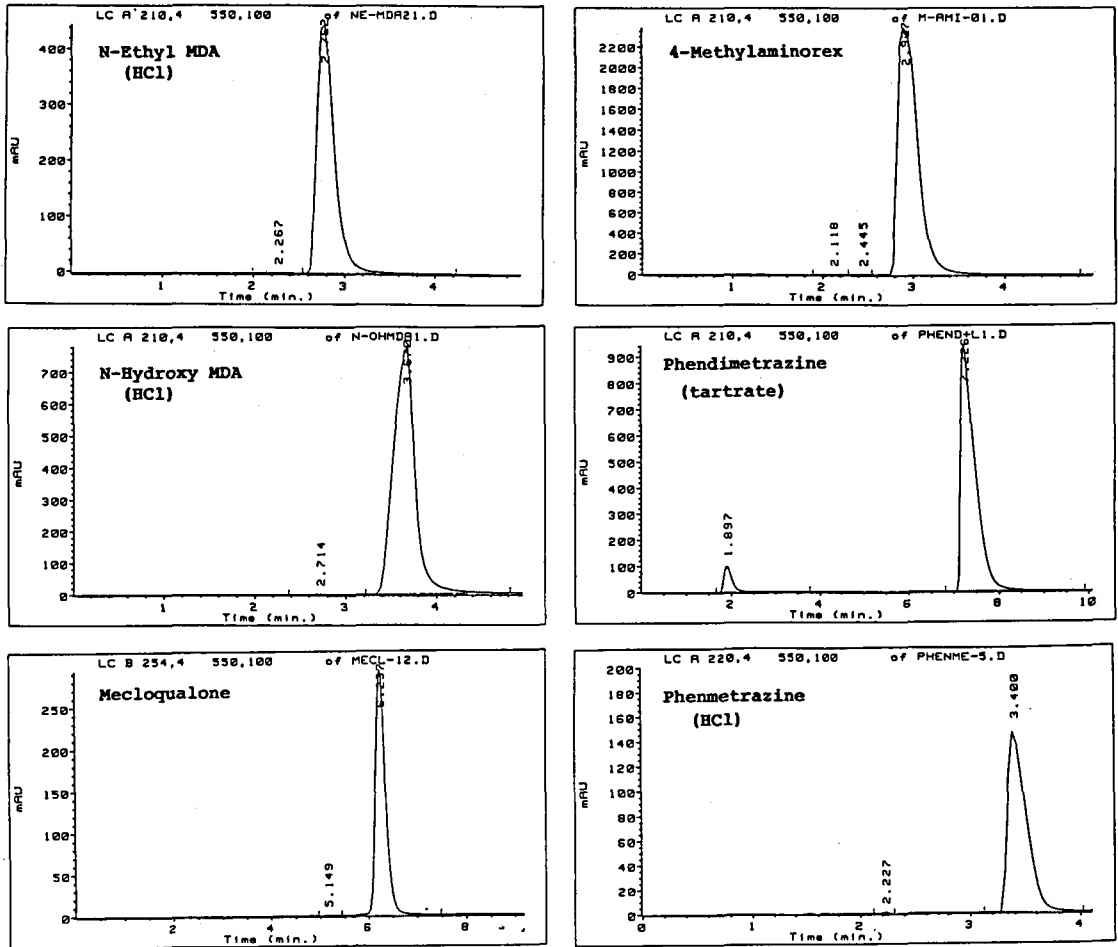 LC A 210,4 550,100 of NE-MDA21.D
N-Ethyl MDA
(HCl)
400
300
200
100
0
mAU
2.267
1 2 3 4
Time (min.)
LC A 210,4 550,100 of M-AMI-01.D
4-Methylaminorex
2200
2000
1800
1600
1400
1200
1000
800
600
400
200
0
mAU
2.118
2.445
1 2 3 4
Time (min.)
LC A 210,4 550,100 of N-OHMDA1.D
N-Hydroxy MDA
(HCl)
700
600
500
400
300
200
100
0
mAU
2.714
1 2 3 4
Time (min.)
LC A 210,4 550,100 of PHEND+L1.D
Phendimetrazine
(tartrate)
900
800
700
600
500
400
300
200
100
0
mAU
1.897
2 4 6 8 10
Time (min.)
LC B 254,4 550,100 of MECL-12.D
Mecloqualone
250
200
150
100
50
0
mAU
5.149
2 4 6 8
Time (min.)
LC A 220,4 550,100 of PHENME-5.D
Phenmetrazine
(HCl)
200
180
160
140
120
100
80
60
40
20
0
mAU
3.400
2.227
0 1 2 3 4
Time (min.)